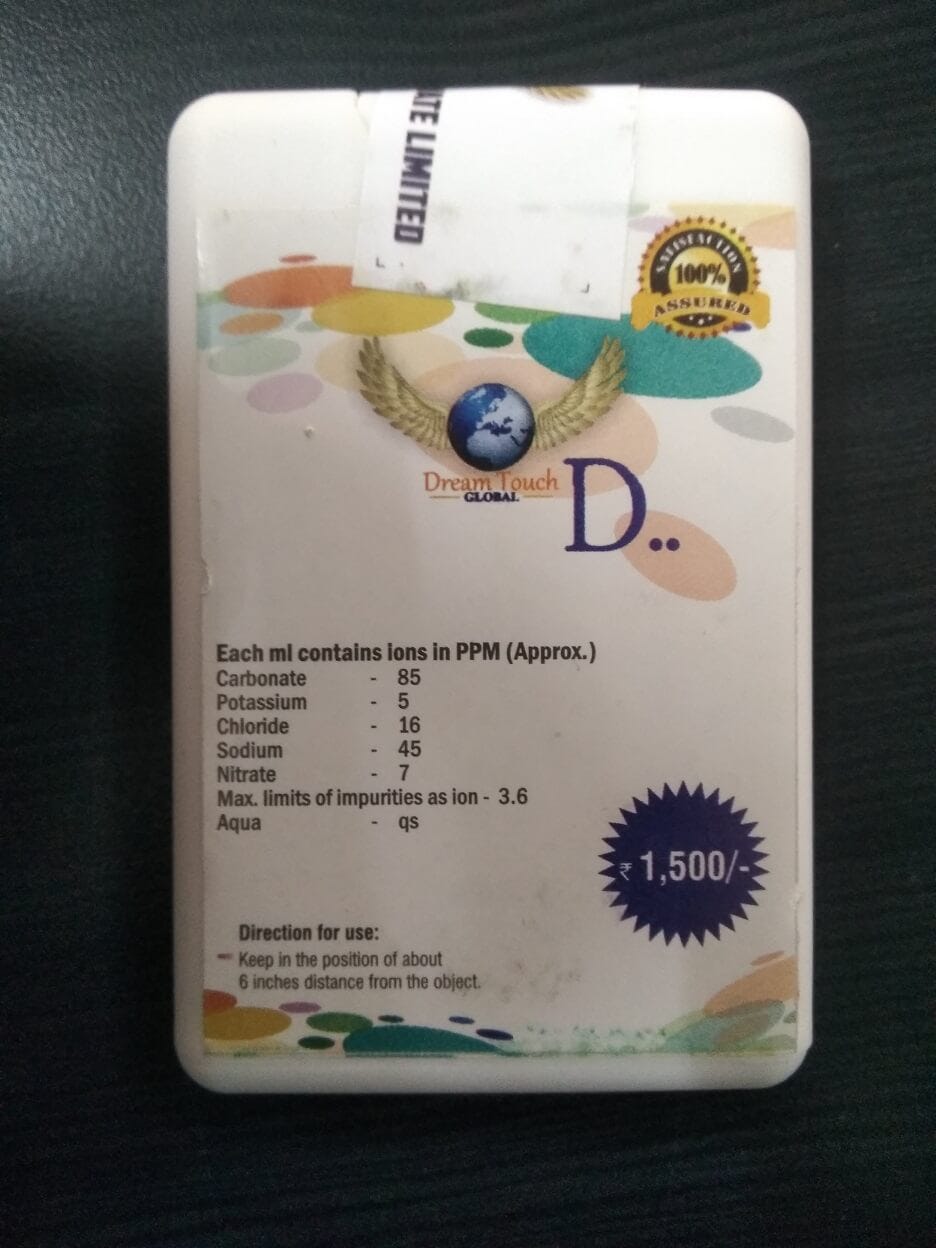 ATE LIMITED
SATISFACTION
100%
ASSURED
Dream Touch
GLOBAL
D..
Each ml contains ions in PPM (Approx.)
Carbonate - 85
Potassium - 5
Chloride - 16
Sodium - 45
Nitrate - 7
Max. limits of impurities as ion - 3.6
Aqua - qs
₹ 1,500/-
Direction for use:
Keep in the position of about
6 inches distance from the object.